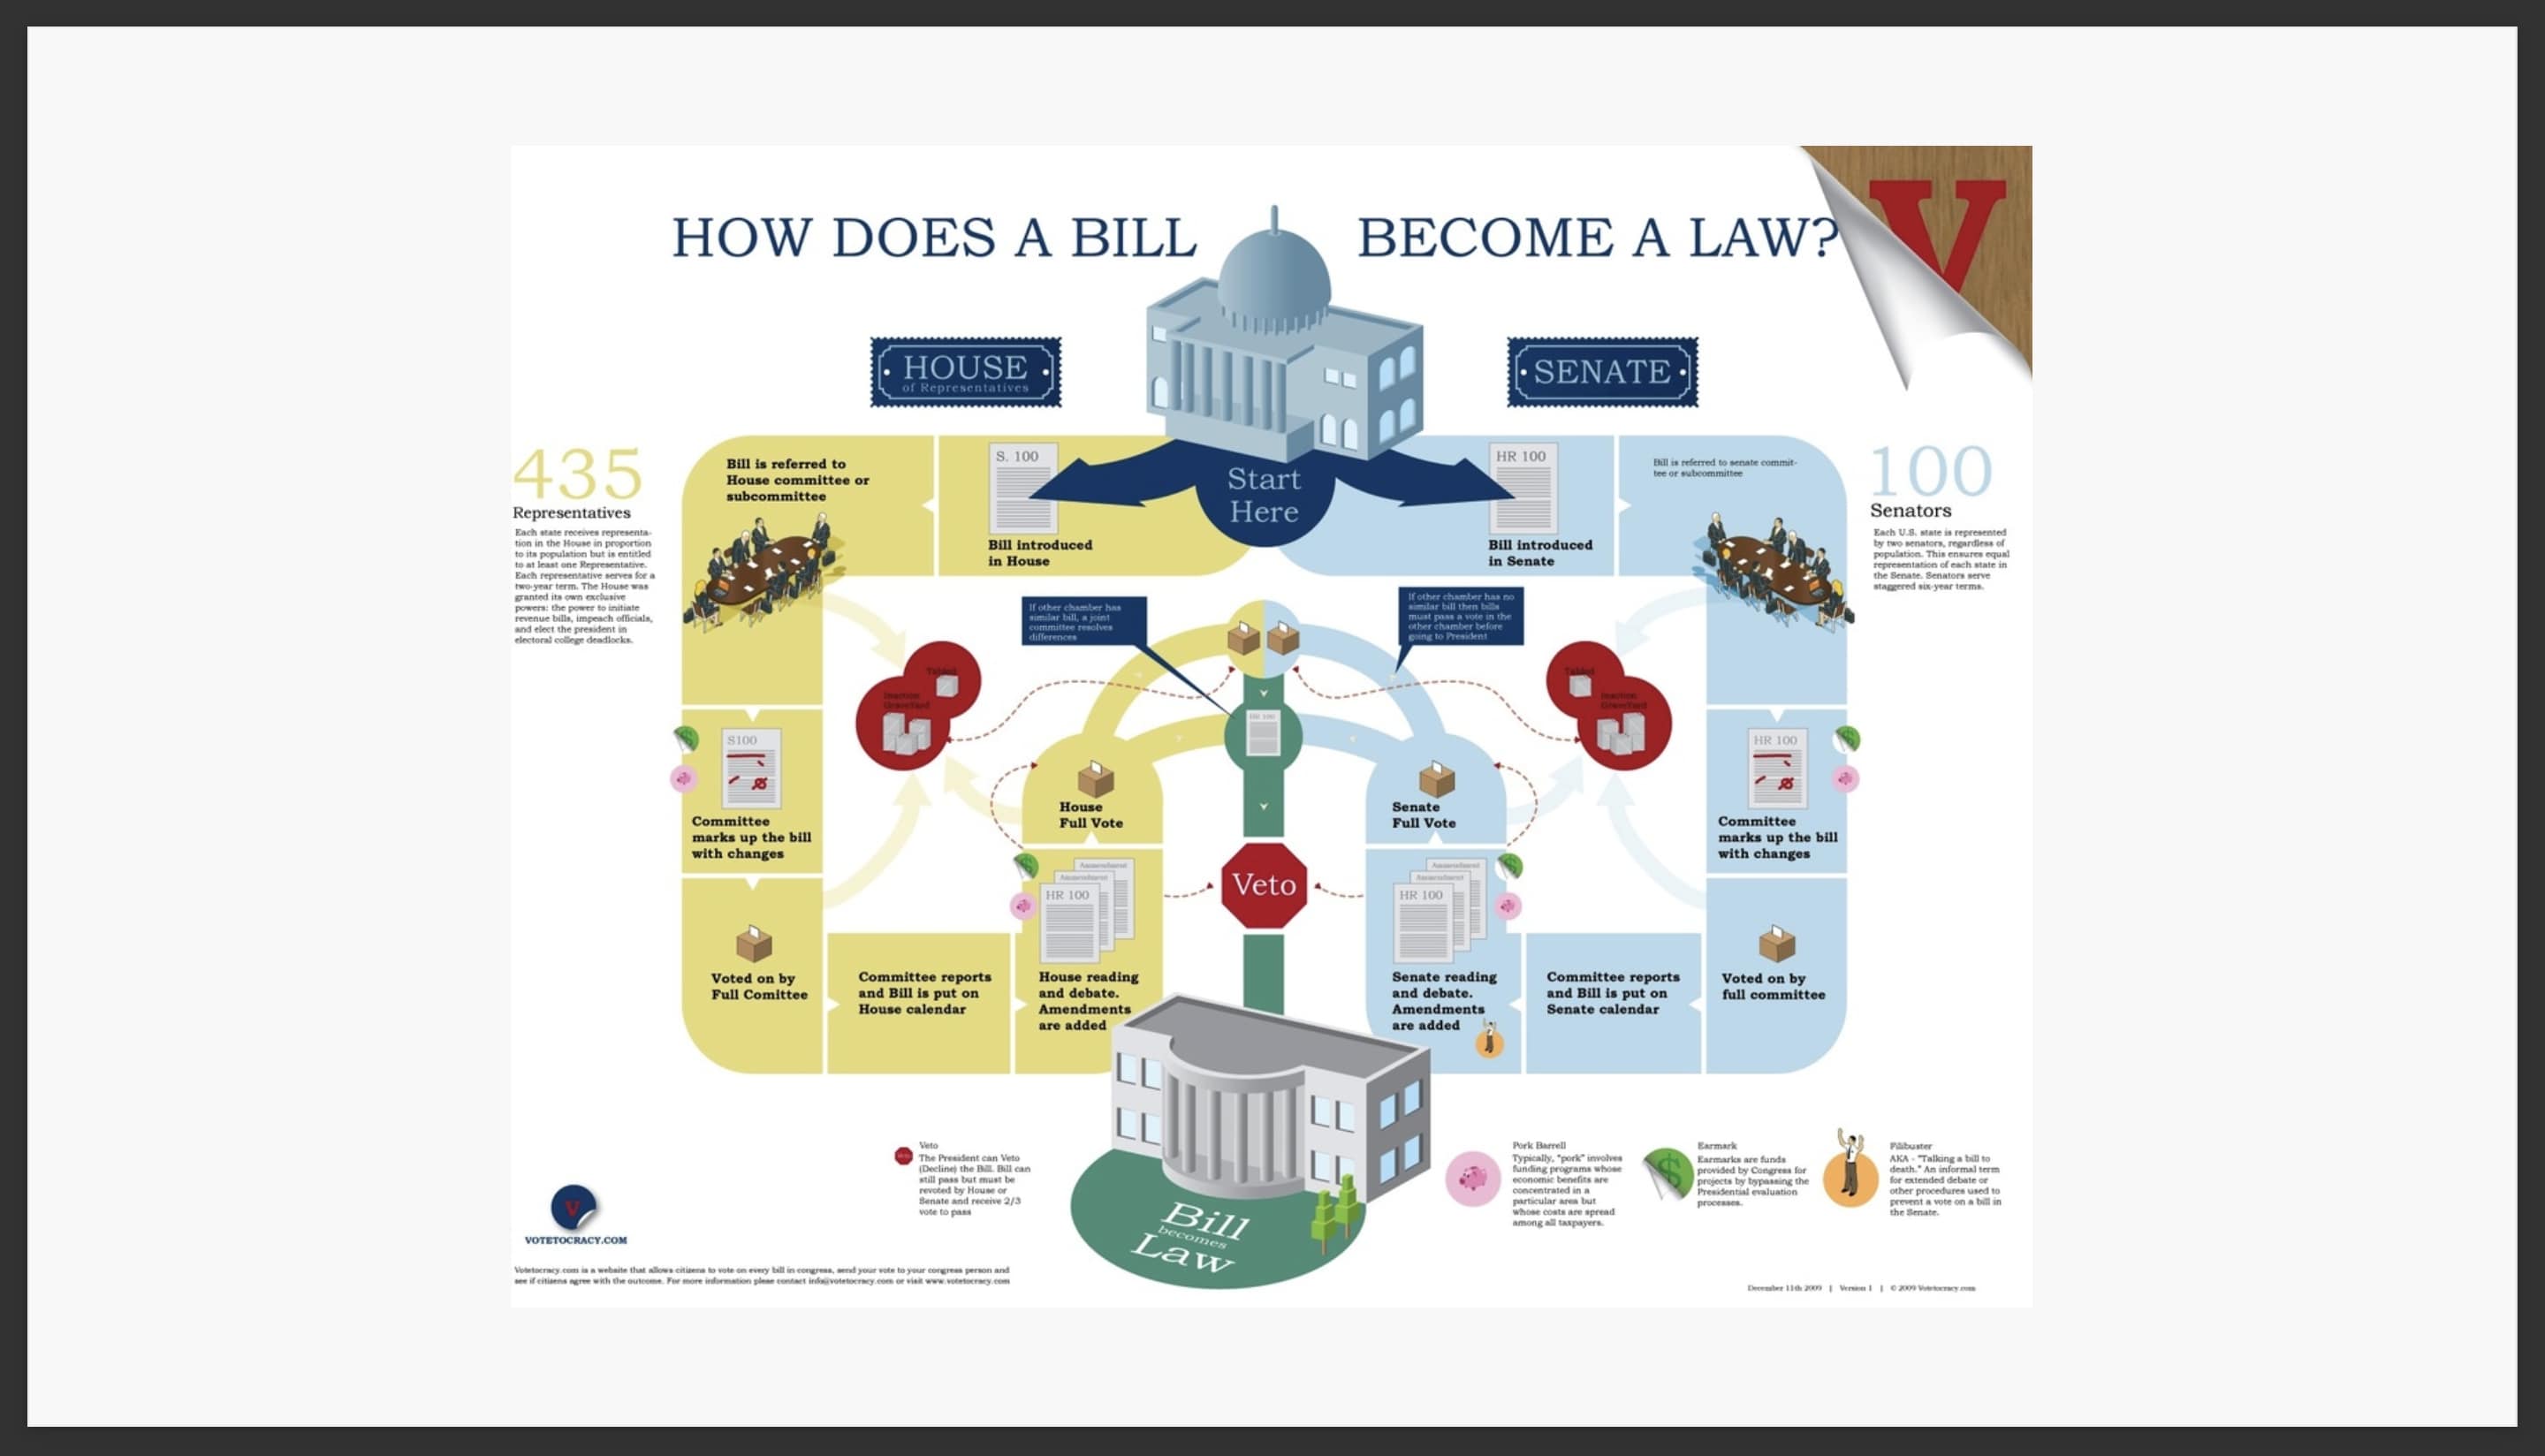 HOW DOES A BILL BECOME A LAW?
V
HOUSE
of Representatives
SENATE
435
Representatives
Each state receives representa-
tion in the House in proportion
to its population but is entitled
to at least one Representative.
Each representative serves for a
two-year term. The House was
granted its own exclusive
powers: the power to initiate
revenue bills, impeach officials,
and elect the president in
electoral college deadlocks.
Bill is referred to
House committee or
subcommittee
S. 100
Bill introduced
in House
Start
Here
HR 100
Bill introduced
in Senate
Bill is referred to senate commit-
tee or subcommittee
100
Senators
Each U.S. state is represented
by two senators, regardless of
population. This ensures equal
representation of each state in
the Senate. Senators serve
staggered six-year terms.
If other chamber has
similar bill, a joint
committee resolves
differences
If other chamber has no
similar bill then bills
must pass a vote in the
other chamber before
going to President
Tabled
Inaction
GraveYard
HR 100
Tabled
Inaction
GraveYard
S100
Committee
marks up the bill
with changes
House
Full Vote
Senate
Full Vote
HR 100
Committee
marks up the bill
with changes
Voted on by
Full Comittee
Committee reports
and Bill is put on
House calendar
Amamendment
Amamendment
HR 100
House reading
and debate.
Amendments
are added
Veto
Amamendment
Amamendment
HR 100
Senate reading
and debate.
Amendments
are added
Committee reports
and Bill is put on
Senate calendar
Voted on by
full committee
Veto
The President can Veto
(Decline) the Bill. Bill can
still pass but must be
revoted by House or
Senate and receive 2/3
vote to pass
Bill
becomes
Law
Pork Barrell
Typically, "pork" involves
funding programs whose
economic benefits are
concentrated in a
particular area but
whose costs are spread
among all taxpayers.
Earmark
Earmarks are funds
provided by Congress for
projects by bypassing the
Presidential evaluation
processes.
Filibuster
AKA - "Talking a bill to
death." An informal term
for extended debate or
other procedures used to
prevent a vote on a bill in
the Senate.
V
VOTETOCRACY.COM
Votetocracy.com is a website that allows citizens to vote on every bill in congress, send your vote to your congress person and
see if citizens agree with the outcome. For more information please contact info@votetocracy.com or visit www.votetocracy.com
December 11th 2009 | Version 1 | © 2009 Votetocracy.com